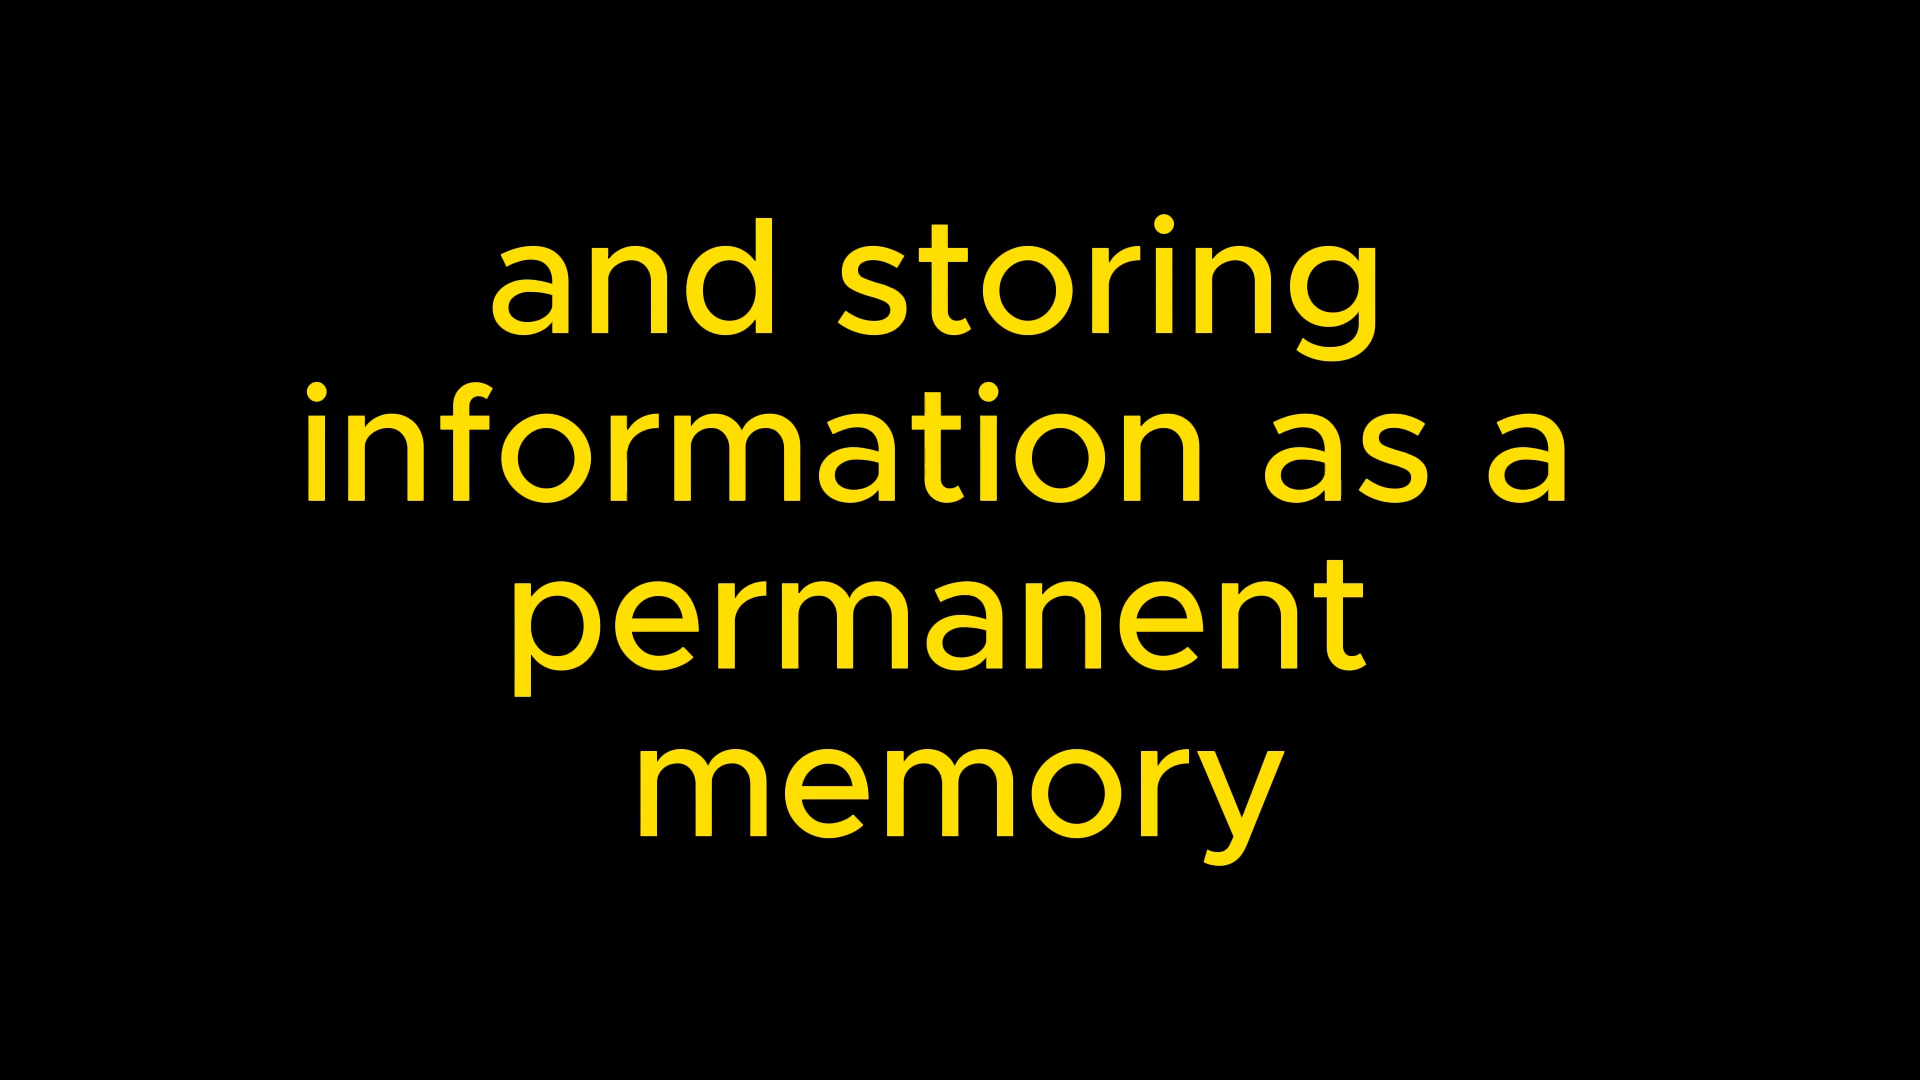 and storing
information as a
permanent
memory